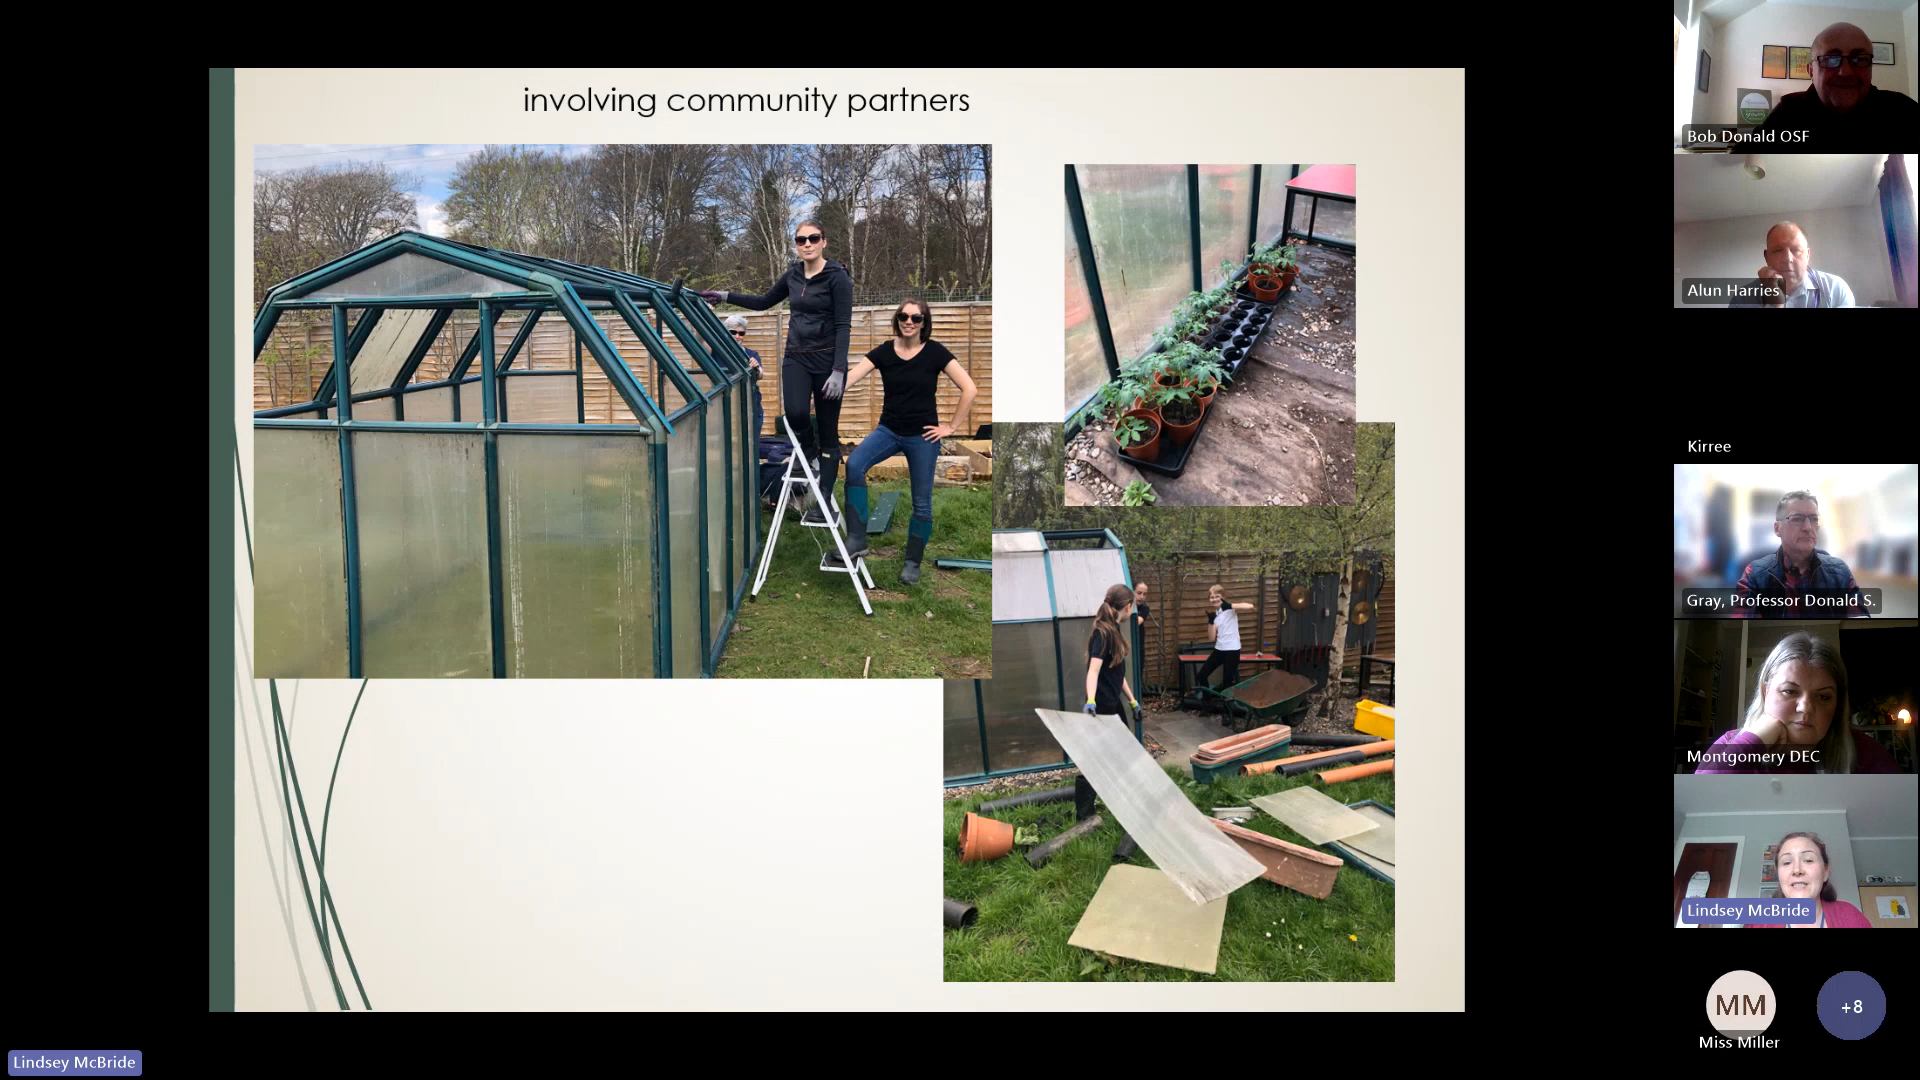 involving community partners
Bob Donald OSF
Alun Harries
Kirree
Gray, Professor Donald S.
Montgomery DEC
Lindsey McBride
MM
+8
Miss Miller
Lindsey McBride